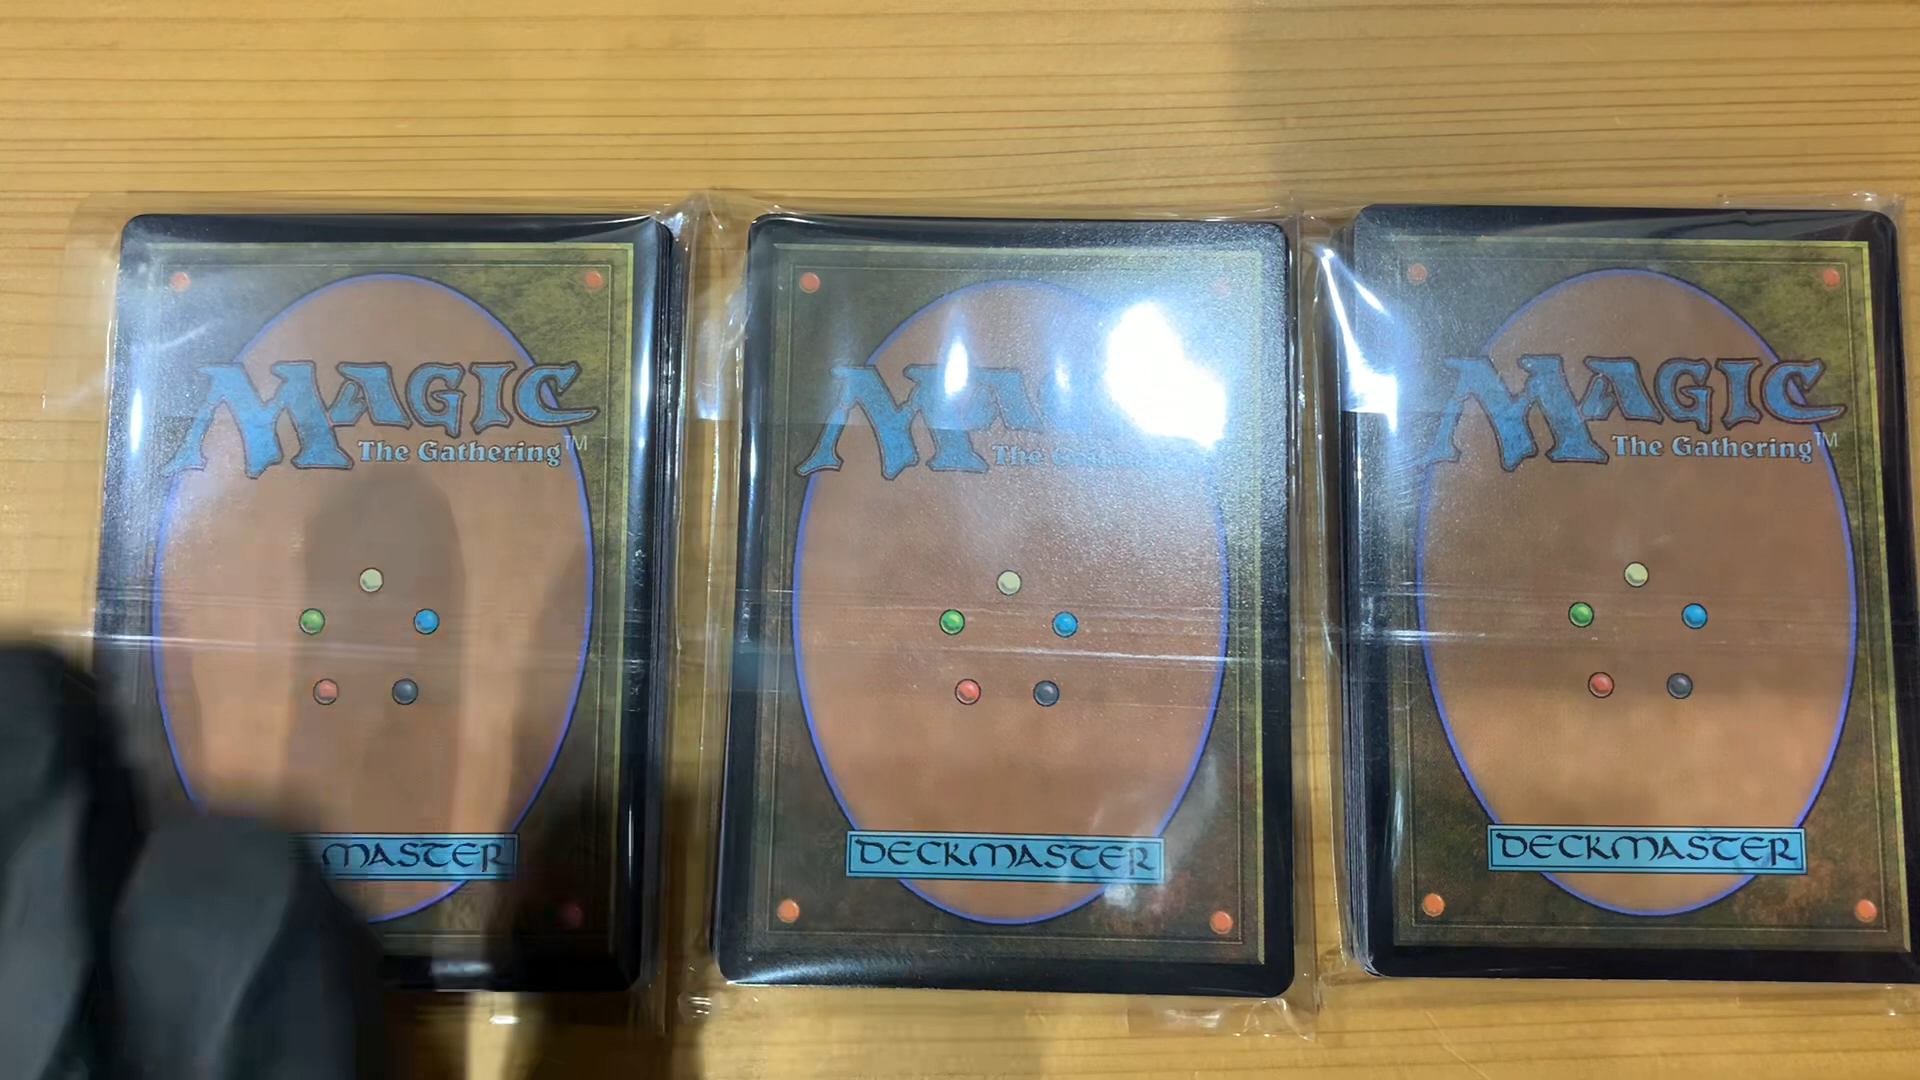 MAGIC
The Gathering™
MASTER
DECKMASTER
MAGIC
The Gathering™
DECKMASTER